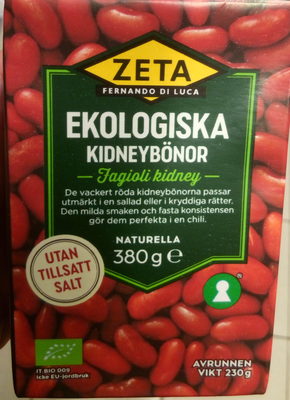 ZETA
FERNANDO DI LUCA
EKOLOGISKA
KIDNEYBÖNOR
Fagioli kidney
De vackert röda kidneybönorna passar
utmärkt i en sallad eller i kryddiga rätter.
Den milda smaken och fasta konsistensen
gör dem perfekta i en chili.
NATURELLA
380 g ℮
UTAN
TILLSATT
SALT
®
IT BIO 009
Icke EU-jordbruk
AVRUNNEN
VIKT 230g